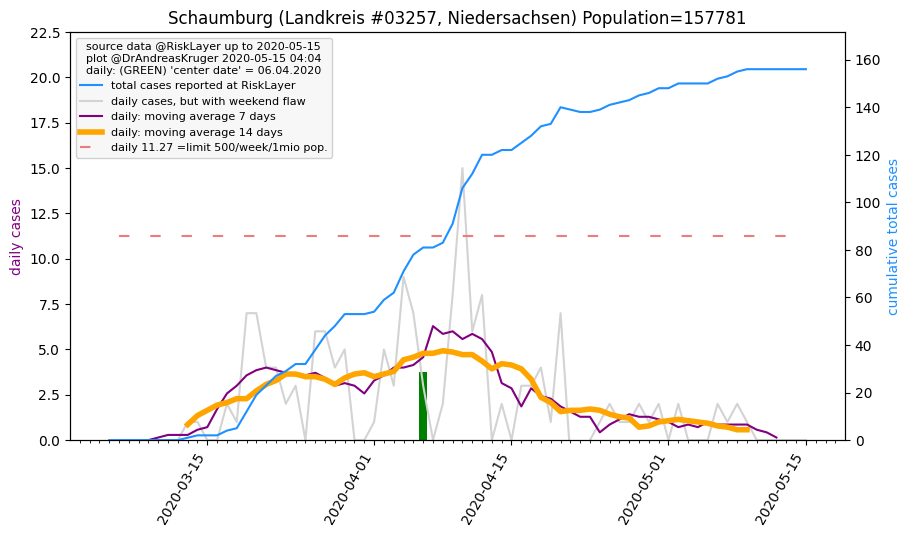 Schaumburg (Landkreis #03257, Niedersachsen) Population=157781
source data @RiskLayer up to 2020-05-15
plot @DrAndreasKruger 2020-05-15 04:04
daily: (GREEN) 'center date' = 06.04.2020
total cases reported at RiskLayer
daily cases, but with weekend flaw
daily: moving average 7 days
daily: moving average 14 days
daily 11.27 =limit 500/week/1mio pop.
daily cases
22.5
20.0
17.5
15.0
12.5
10.0
7.5
5.0
2.5
0.0
160
140
120
100
80
60
40
20
0
cumulative total cases
2020-03-15
2020-04-01
2020-04-15
2020-05-01
2020-05-15